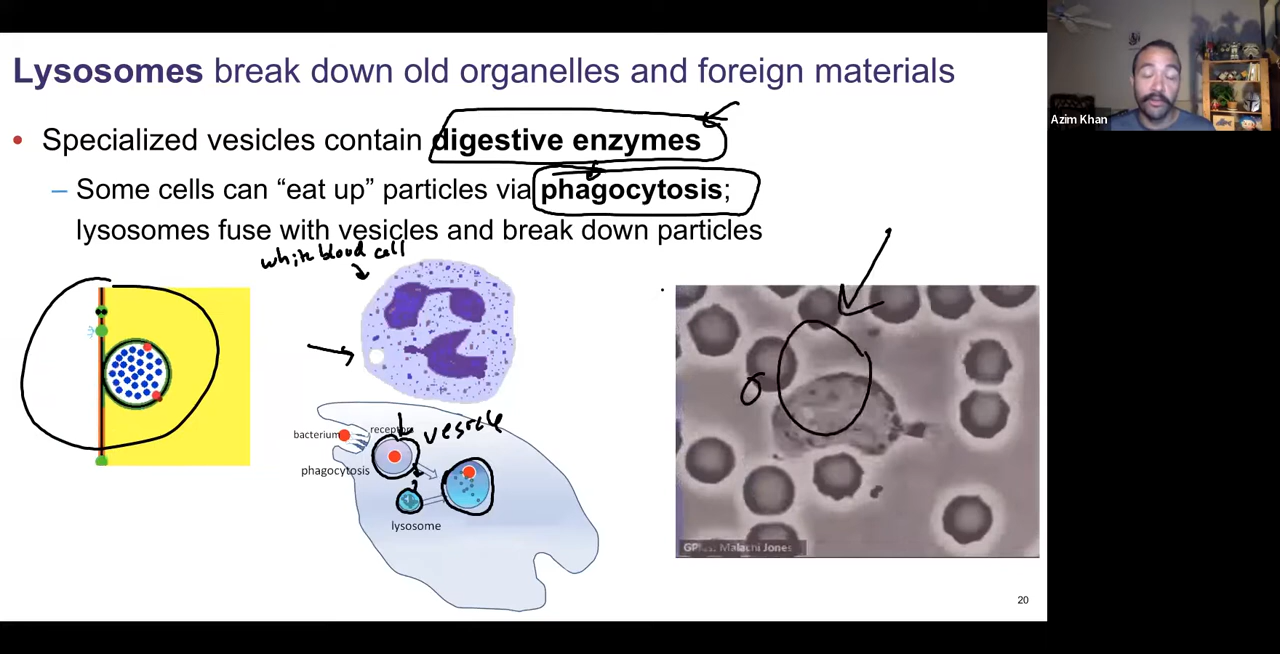 Lysosomes break down old organelles and foreign materials
Azim Khan
• Specialized vesicles contain digestive enzymes
– Some cells can “eat up” particles via phagocytosis;
lysosomes fuse with vesicles and break down particles
white blood cell
bacterium
receptors
vesicle
phagocytosis
lysosome
Malachi Jones
20